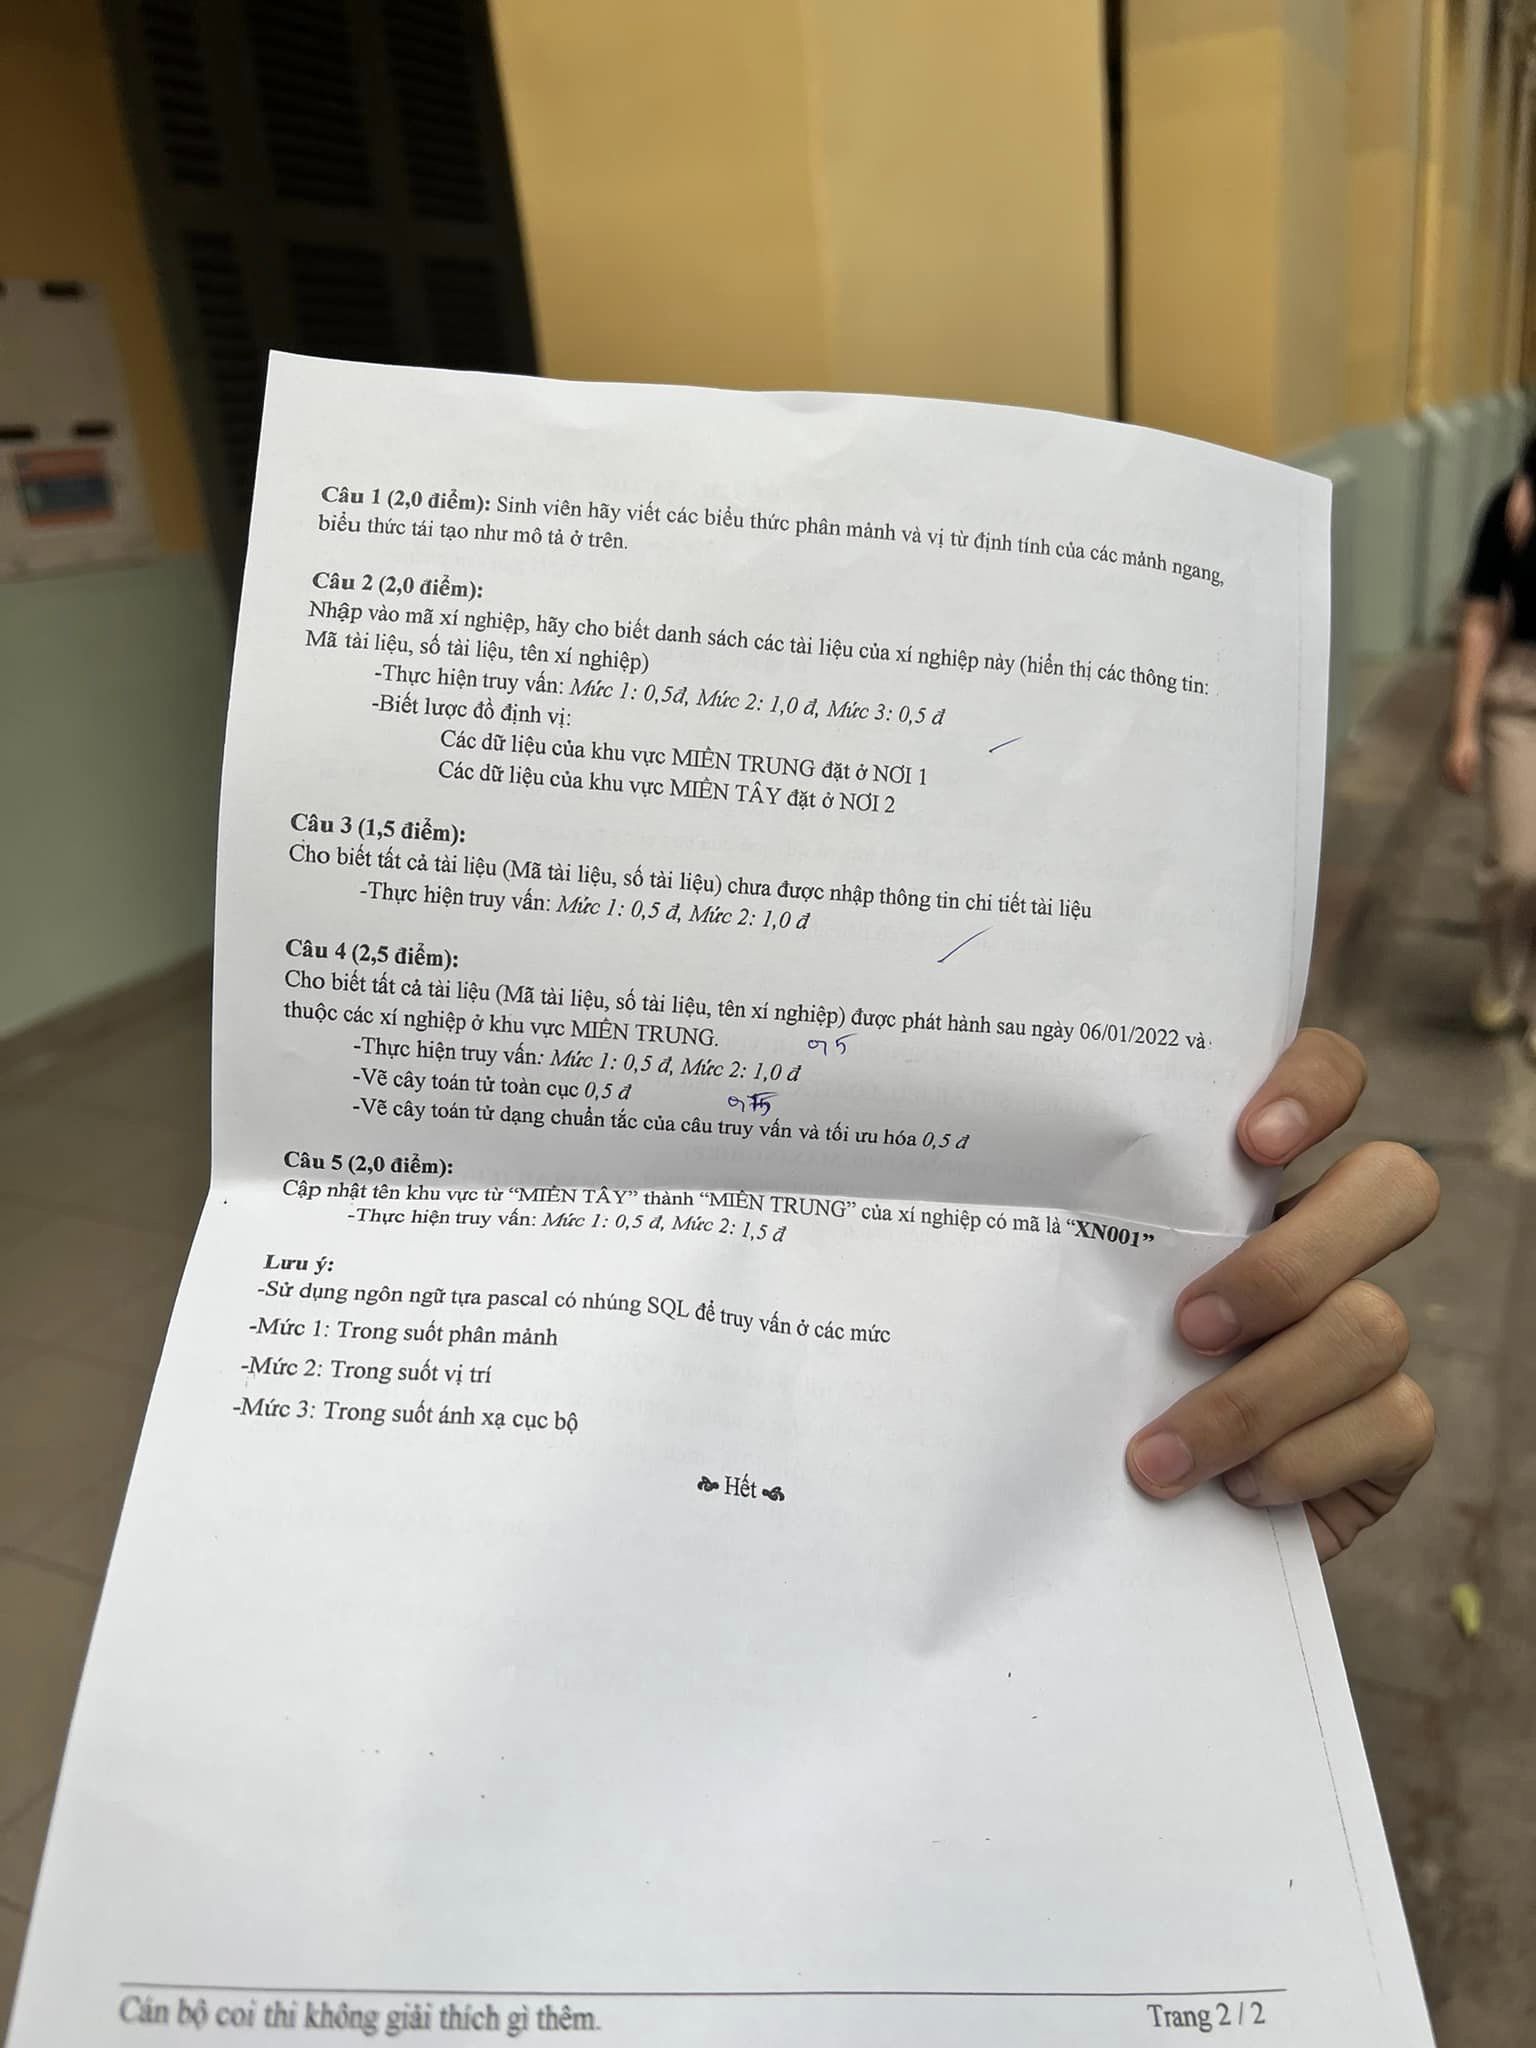 Câu 1 (2,0 điểm): Sinh viên hãy viết các biểu thức phân mảnh và vị từ định tính của các mảnh ngang,
biểu thức tái tạo như mô tả ở trên.
Câu 2 (2,0 điểm):
Nhập vào mã xí nghiệp, hãy cho biết danh sách các tài liệu của xí nghiệp này (hiển thị các thông tin:
Mã tài liệu, số tài liệu, tên xí nghiệp)
-Thực hiện truy vấn: Mức 1: 0,5đ, Mức 2: 1,0 đ, Mức 3: 0,5 đ
-Biết lược đồ định vị:
Các dữ liệu của khu vực MIỀN TRUNG đặt ở NƠI 1
Các dữ liệu của khu vực MIỀN TÂY đặt ở NƠI 2
Câu 3 (1,5 điểm):
Cho biết tất cả tài liệu (Mã tài liệu, số tài liệu) chưa được nhập thông tin chi tiết tài liệu
-Thực hiện truy vấn: Mức 1: 0,5 đ, Mức 2: 1,0 đ
Câu 4 (2,5 điểm):
Cho biết tất cả tài liệu (Mã tài liệu, số tài liệu, tên xí nghiệp) được phát hành sau ngày 06/01/2022 và
thuộc các xí nghiệp ở khu vực MIỀN TRUNG.
-Thực hiện truy vấn: Mức 1: 0,5 đ, Mức 2: 1,0 đ
-Vẽ cây toán tử toàn cục 0,5 đ
-Vẽ cây toán tử dạng chuẩn tắc của câu truy vấn và tối ưu hóa 0,5 đ
Câu 5 (2,0 điểm):
Cập nhật tên khu vực từ “MIỀN TÂY” thành “MIỀN TRUNG” của xí nghiệp có mã là “XN001”
-Thực hiện truy vấn: Mức 1: 0,5 đ, Mức 2: 1,5 đ
Lưu ý:
-Sử dụng ngôn ngữ tựa pascal có nhúng SQL để truy vấn ở các mức
-Mức 1: Trong suốt phân mảnh
-Mức 2: Trong suốt vị trí
-Mức 3: Trong suốt ánh xạ cục bộ
Hết
Cán bộ coi thi không giải thích gì thêm.
Trang 2 / 2